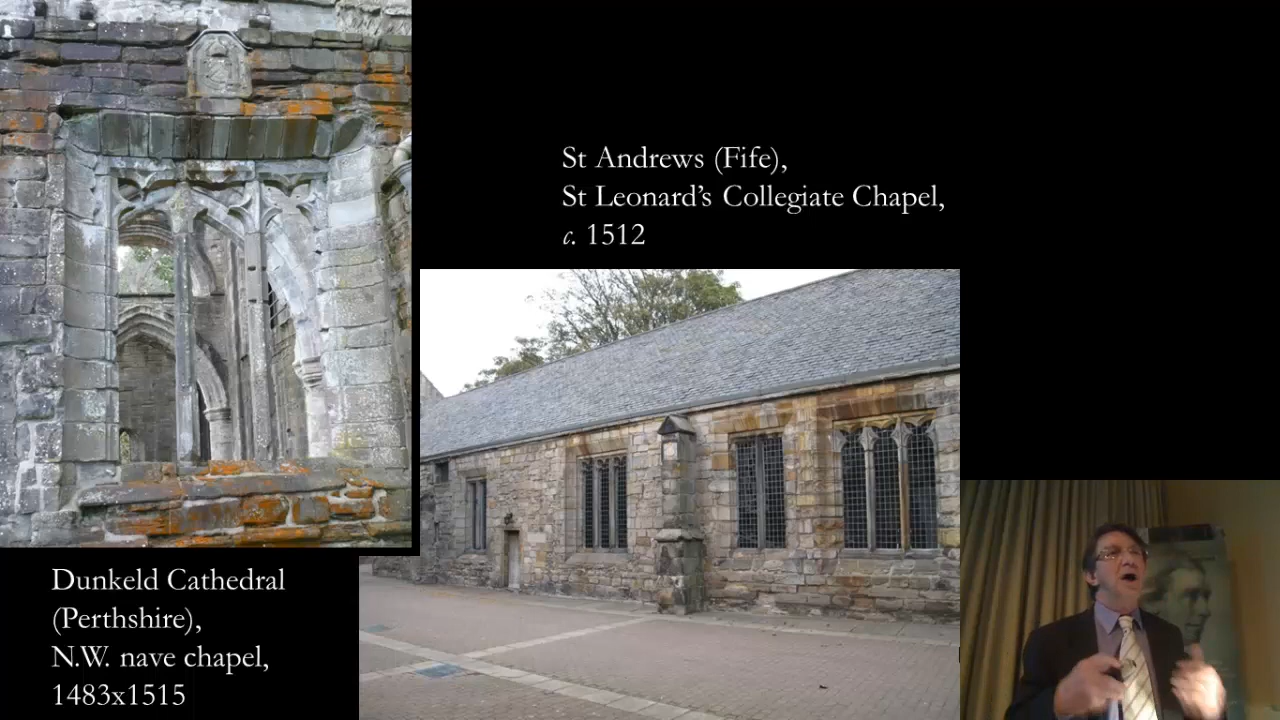 St Andrews (Fife),
St Leonard’s Collegiate Chapel,
c. 1512
Dunkeld Cathedral
(Perthshire),
N.W. nave chapel,
1483x1515